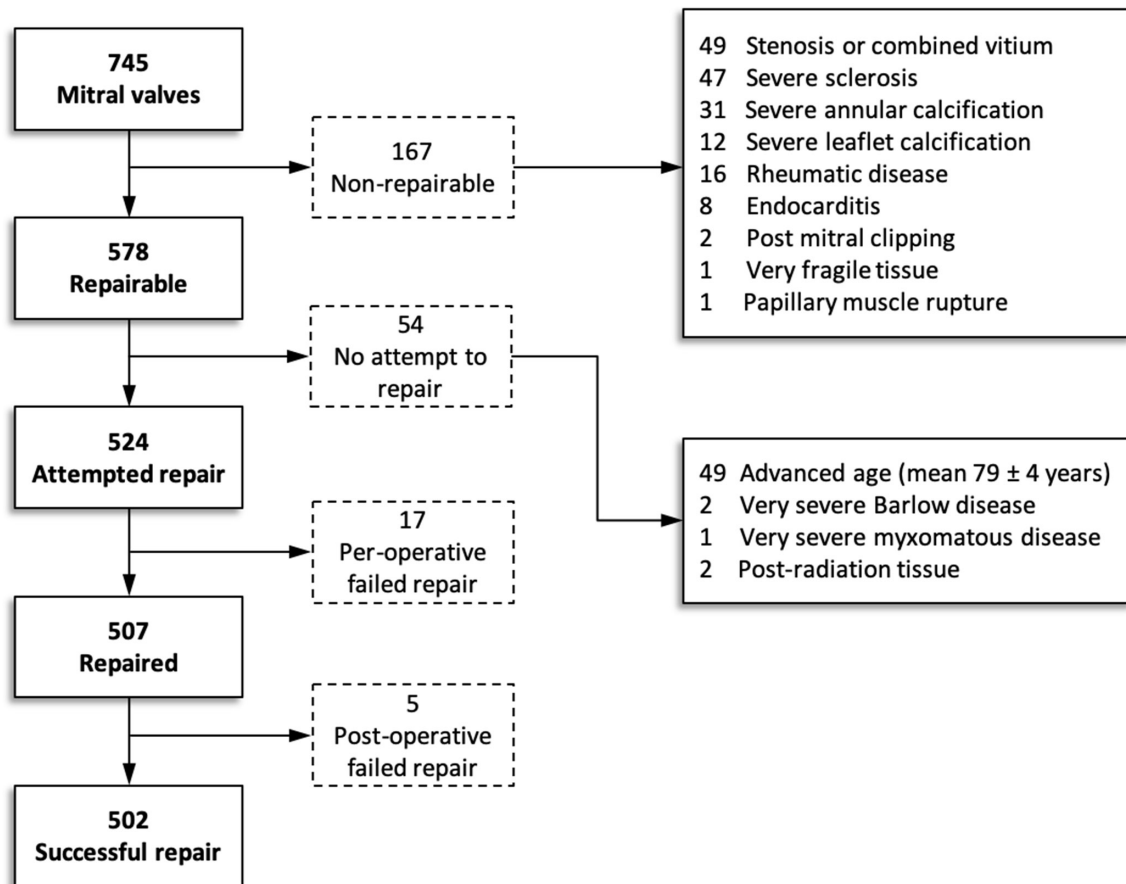 745
Mitral valves
167
Non-repairable
49 Stenosis or combined vitium
47 Severe sclerosis
31 Severe annular calcification
12 Severe leaflet calcification
16 Rheumatic disease
8 Endocarditis
2 Post mitral clipping
1 Very fragile tissue
1 Papillary muscle rupture
578
Repairable
54
No attempt to
repair
49 Advanced age (mean 79 ± 4 years)
2 Very severe Barlow disease
1 Very severe myxomatous disease
2 Post-radiation tissue
524
Attempted repair
17
Per-operative
failed repair
507
Repaired
5
Post-operative
failed repair
502
Successful repair